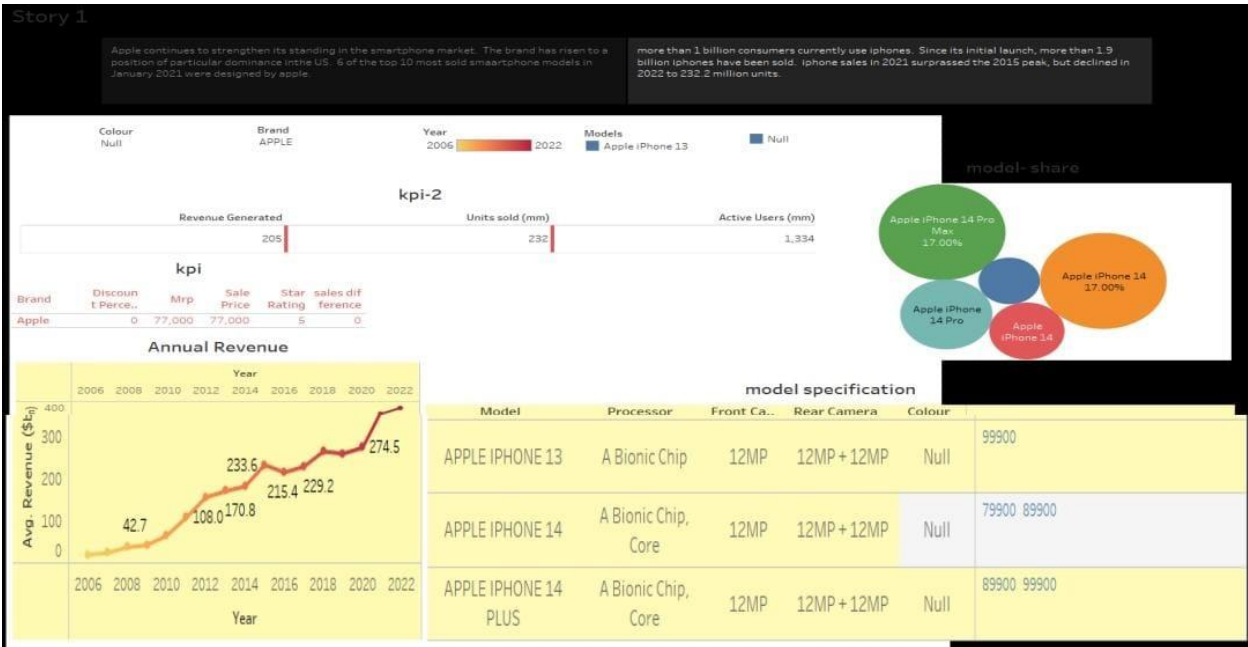 Story 1
Apple continues to strengthen its standing in the smartphone market. The brand has risen to a
position of particular dominance inthe US. 6 of the top 10 most sold smaartphone models in
January 2021 were designed by apple.
more than 1 billion consumers currently use iphones. Since its initial launch, more than 1.9
billion iphones have been sold. iphone sales in 2021 surprassed the 2015 peak, but declined in
2022 to 232.2 million units.
Colour
Null
Brand
APPLE
Year
2006 2022
Models
Apple iPhone 13
Null
model- share
kpi-2
Revenue Generated Units sold (mm) Active Users (mm)
205 232 1,334
Apple iPhone 14 Pro
Max
17.00%
Apple iPhone 14
17.00%
Apple iPhone
14 Pro
Apple
iPhone 14
kpi
Brand
Discoun
t Perce..
Mrp
Sale
Price
Star
Rating
sales dif
ference
Apple 0 77,000 77,000 5 0
Annual Revenue
Year
2006 2008 2010 2012 2014 2016 2018 2020 2022
Avg. Revenue
400
300
200
100
0
42.7
108.0
170.8
233.6
215.4
229.2
274.5
2006 2008 2010 2012 2014 2016 2018 2020 2022
Year
model specification
Model Processor Front Ca.. Rear Camera Colour
APPLE IPHONE 13 A Bionic Chip 12MP 12MP + 12MP Null 99900
APPLE IPHONE 14
A Bionic Chip,
Core
12MP 12MP + 12MP Null 79900 89900
APPLE IPHONE 14
PLUS
A Bionic Chip,
Core
12MP 12MP + 12MP Null 89900 99900